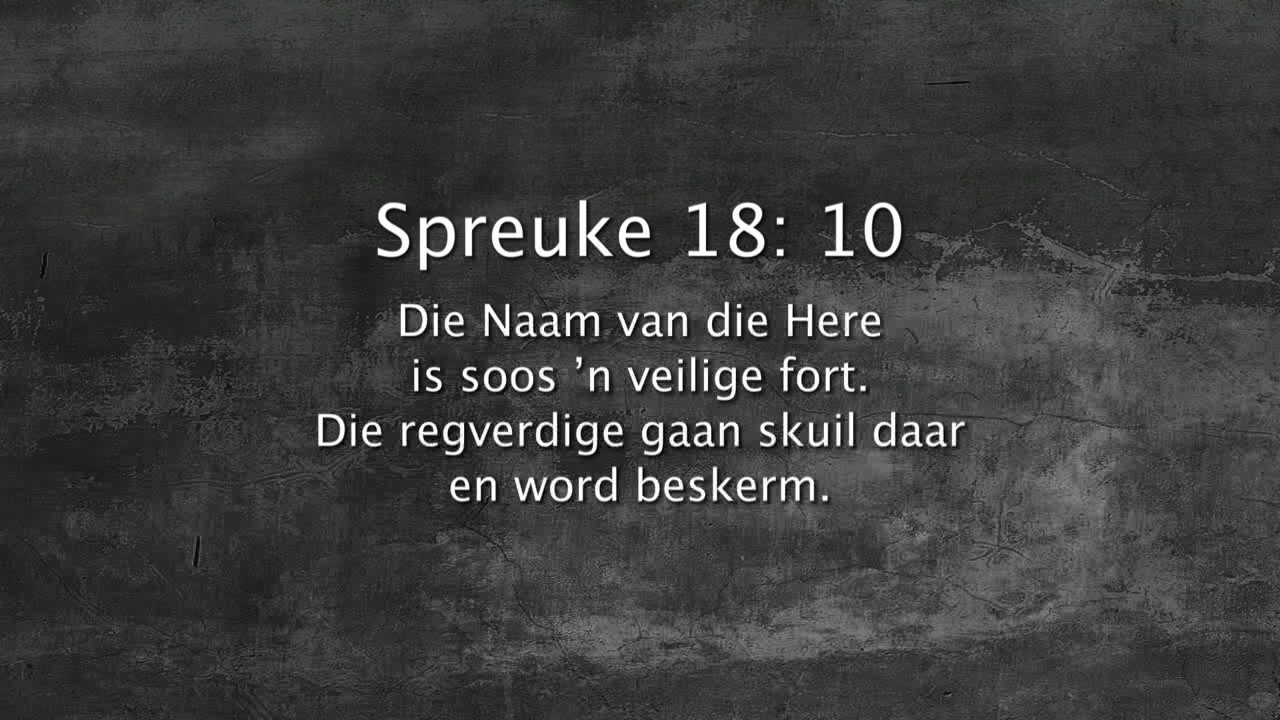 Spreuke 18: 10
Die Naam van die Here
is soos ’n veilige fort.
Die regverdige gaan skuil daar
en word beskerm.